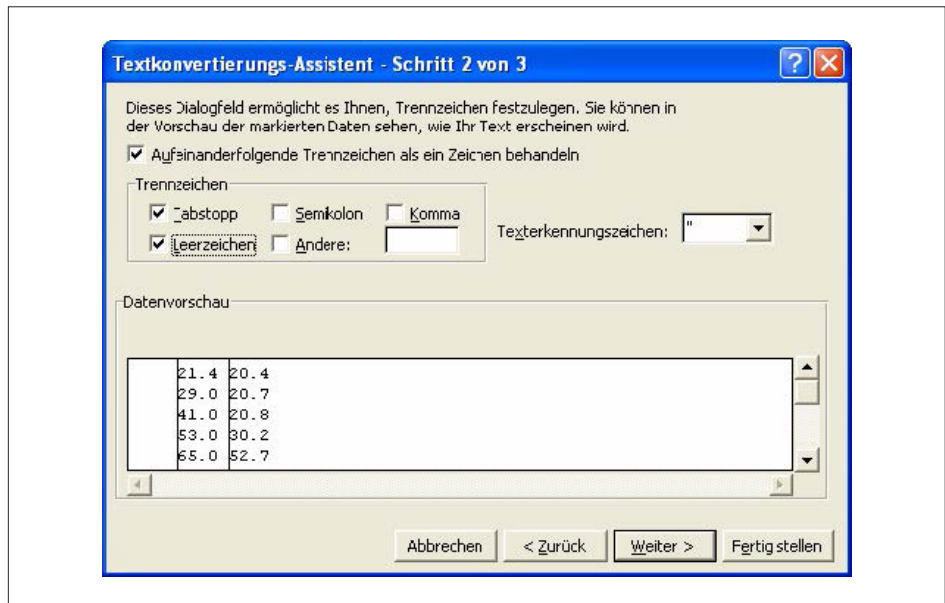 Textkonvertierungs-Assistent - Schritt 2 von 3
Dieses Dialogfeld ermöglicht es Ihnen, Trennzeichen festzulegen. Sie können in
der Vorschau der markierten Daten sehen, wie Ihr Text erscheinen wird.
Aufeinanderfolgende Trennzeichen als ein Zeichen behandeln
Trennzeichen
Tabstopp Semikolon Komma
Leerzeichen Andere:
Texterkennungszeichen: "
Datenvorschau
21.4 20.4
29.0 20.7
41.0 20.8
53.0 30.2
65.0 52.7
Abbrechen < Zurück Weiter > Fertig stellen